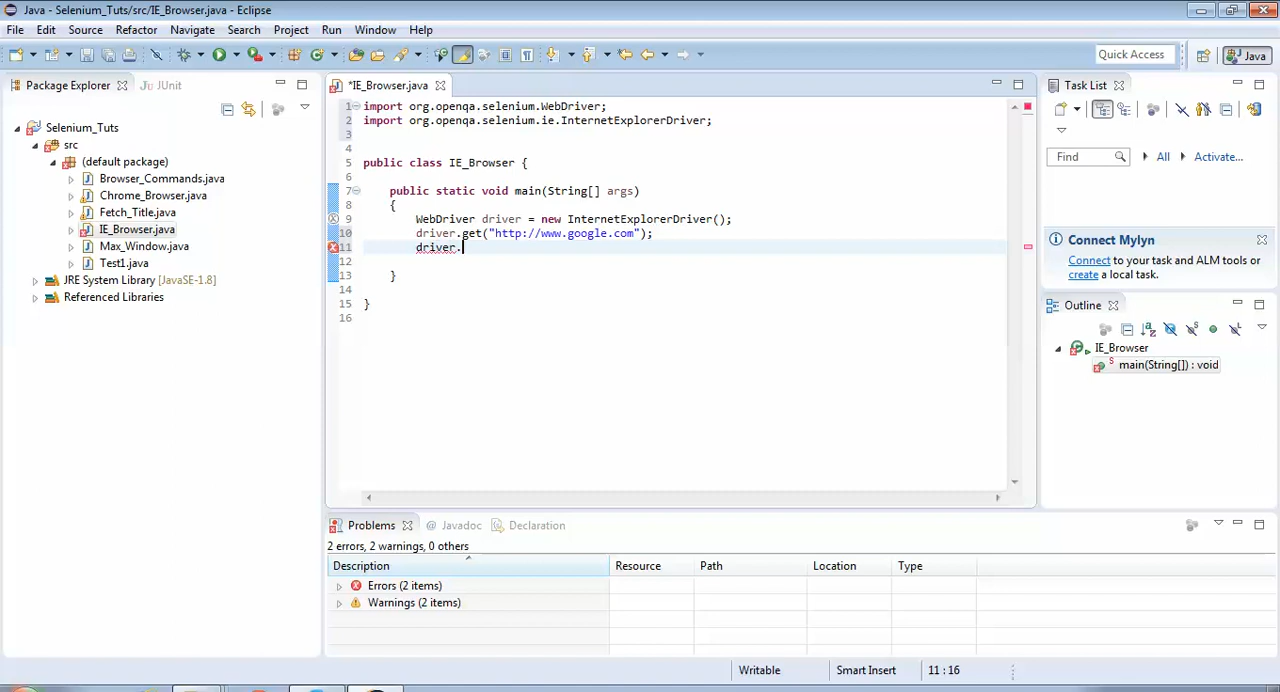 Java - Selenium_Tuts/src/IE_Browser.java - Eclipse
File Edit Source Refactor Navigate Search Project Run Window Help
Quick Access Java
Package Explorer JUnit
Selenium_Tuts
src
(default package)
Browser_Commands.java
Chrome_Browser.java
Fetch_Title.java
IE_Browser.java
Max_Window.java
Test1.java
JRE System Library [JavaSE-1.8]
Referenced Libraries
*IE_Browser.java
1 import org.openqa.selenium.WebDriver;
2 import org.openqa.selenium.ie.InternetExplorerDriver;
3
4
5 public class IE_Browser {
6
7 public static void main(String[] args)
8 {
9 WebDriver driver = new InternetExplorerDriver();
10 driver.get("http://www.google.com");
11 driver.
12
13 }
14
15 }
16
Task List
Find All Activate...
Connect Mylyn
Connect to your task and ALM tools or
create a local task.
Outline
IE_Browser
main(String[]) : void
Problems @ Javadoc Declaration
2 errors, 2 warnings, 0 others
Description Resource Path Location Type
Errors (2 items)
Warnings (2 items)
Writable Smart Insert 11 : 16